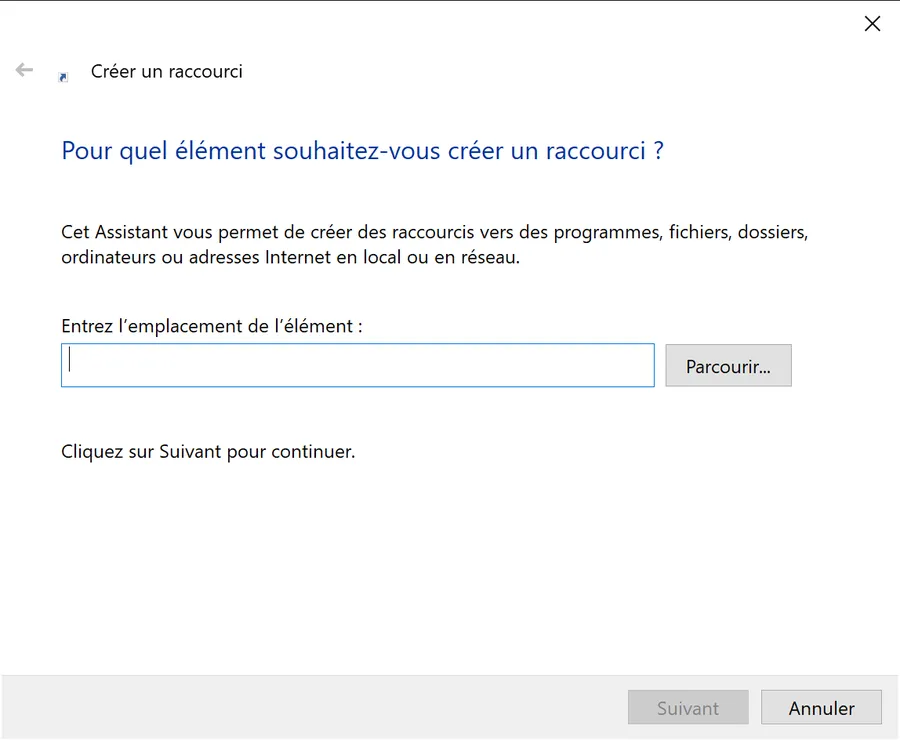 Créer un raccourci
Pour quel élément souhaitez-vous créer un raccourci ?
Cet Assistant vous permet de créer des raccourcis vers des programmes, fichiers, dossiers,
ordinateurs ou adresses Internet en local ou en réseau.
Entrez l’emplacement de l’élément :
Parcourir...
Cliquez sur Suivant pour continuer.
Suivant
Annuler